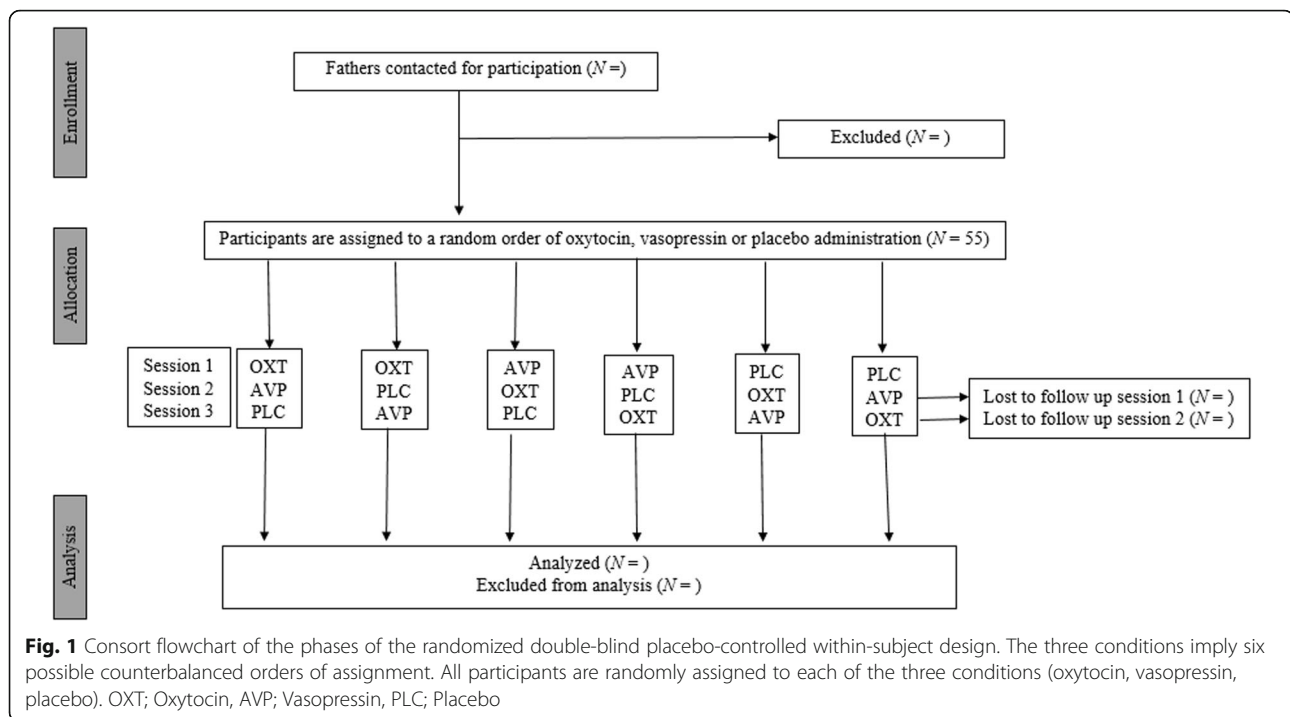 Enrollment
Fathers contacted for participation (N =)
Excluded (N = )
Allocation
Participants are assigned to a random order of oxytocin, vasopressin or placebo administration (N = 55)
Session 1
Session 2
Session 3
OXT
AVP
PLC
OXT
PLC
AVP
AVP
OXT
PLC
AVP
PLC
OXT
PLC
OXT
AVP
PLC
AVP
OXT
Lost to follow up session 1 (N = )
Lost to follow up session 2 (N = )
Analysis
Analyzed (N = )
Excluded from analysis (N = )
Fig. 1 Consort flowchart of the phases of the randomized double-blind placebo-controlled within-subject design. The three conditions imply six
possible counterbalanced orders of assignment. All participants are randomly assigned to each of the three conditions (oxytocin, vasopressin,
placebo). OXT; Oxytocin, AVP; Vasopressin, PLC; Placebo